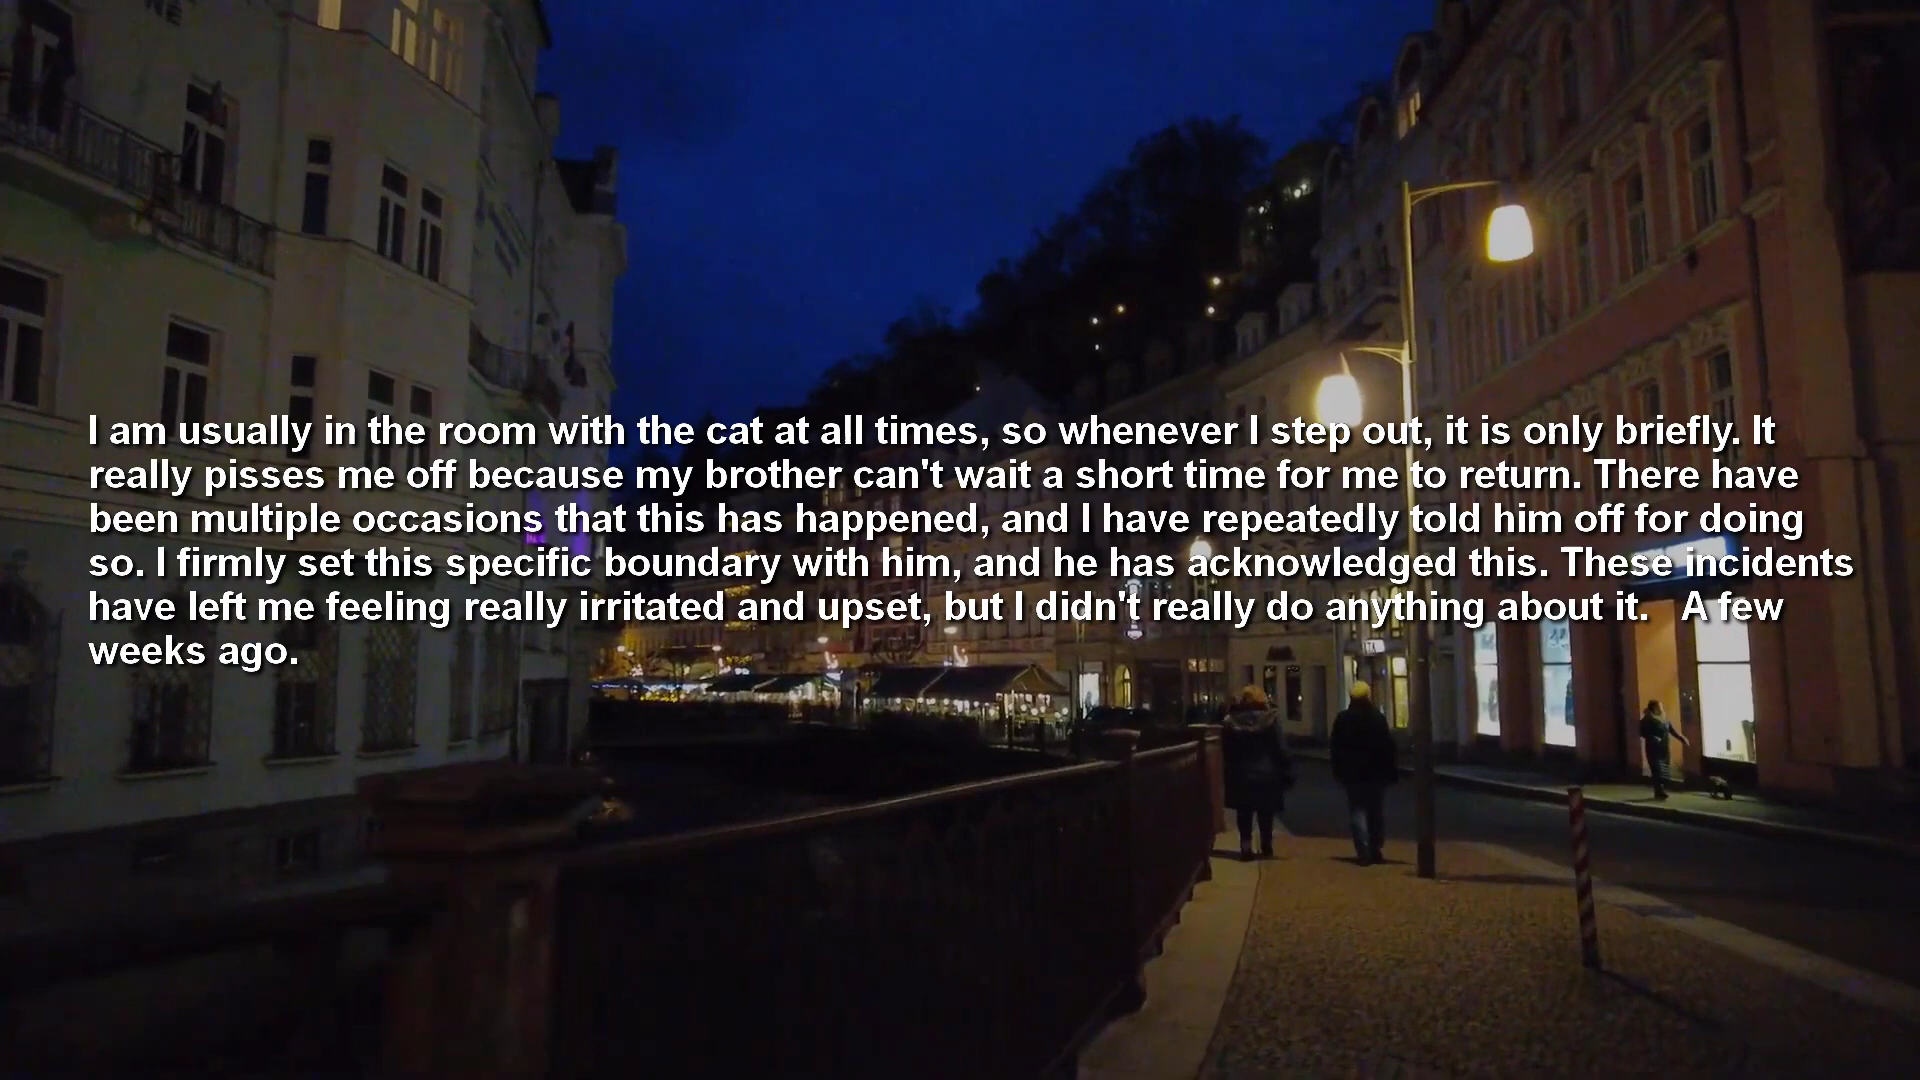 I am usually in the room with the cat at all times, so whenever I step out, it is only briefly. It
really pisses me off because my brother can't wait a short time for me to return. There have
been multiple occasions that this has happened, and I have repeatedly told him off for doing
so. I firmly set this specific boundary with him, and he has acknowledged this. These incidents
have left me feeling really irritated and upset, but I didn't really do anything about it.   A few
weeks ago.